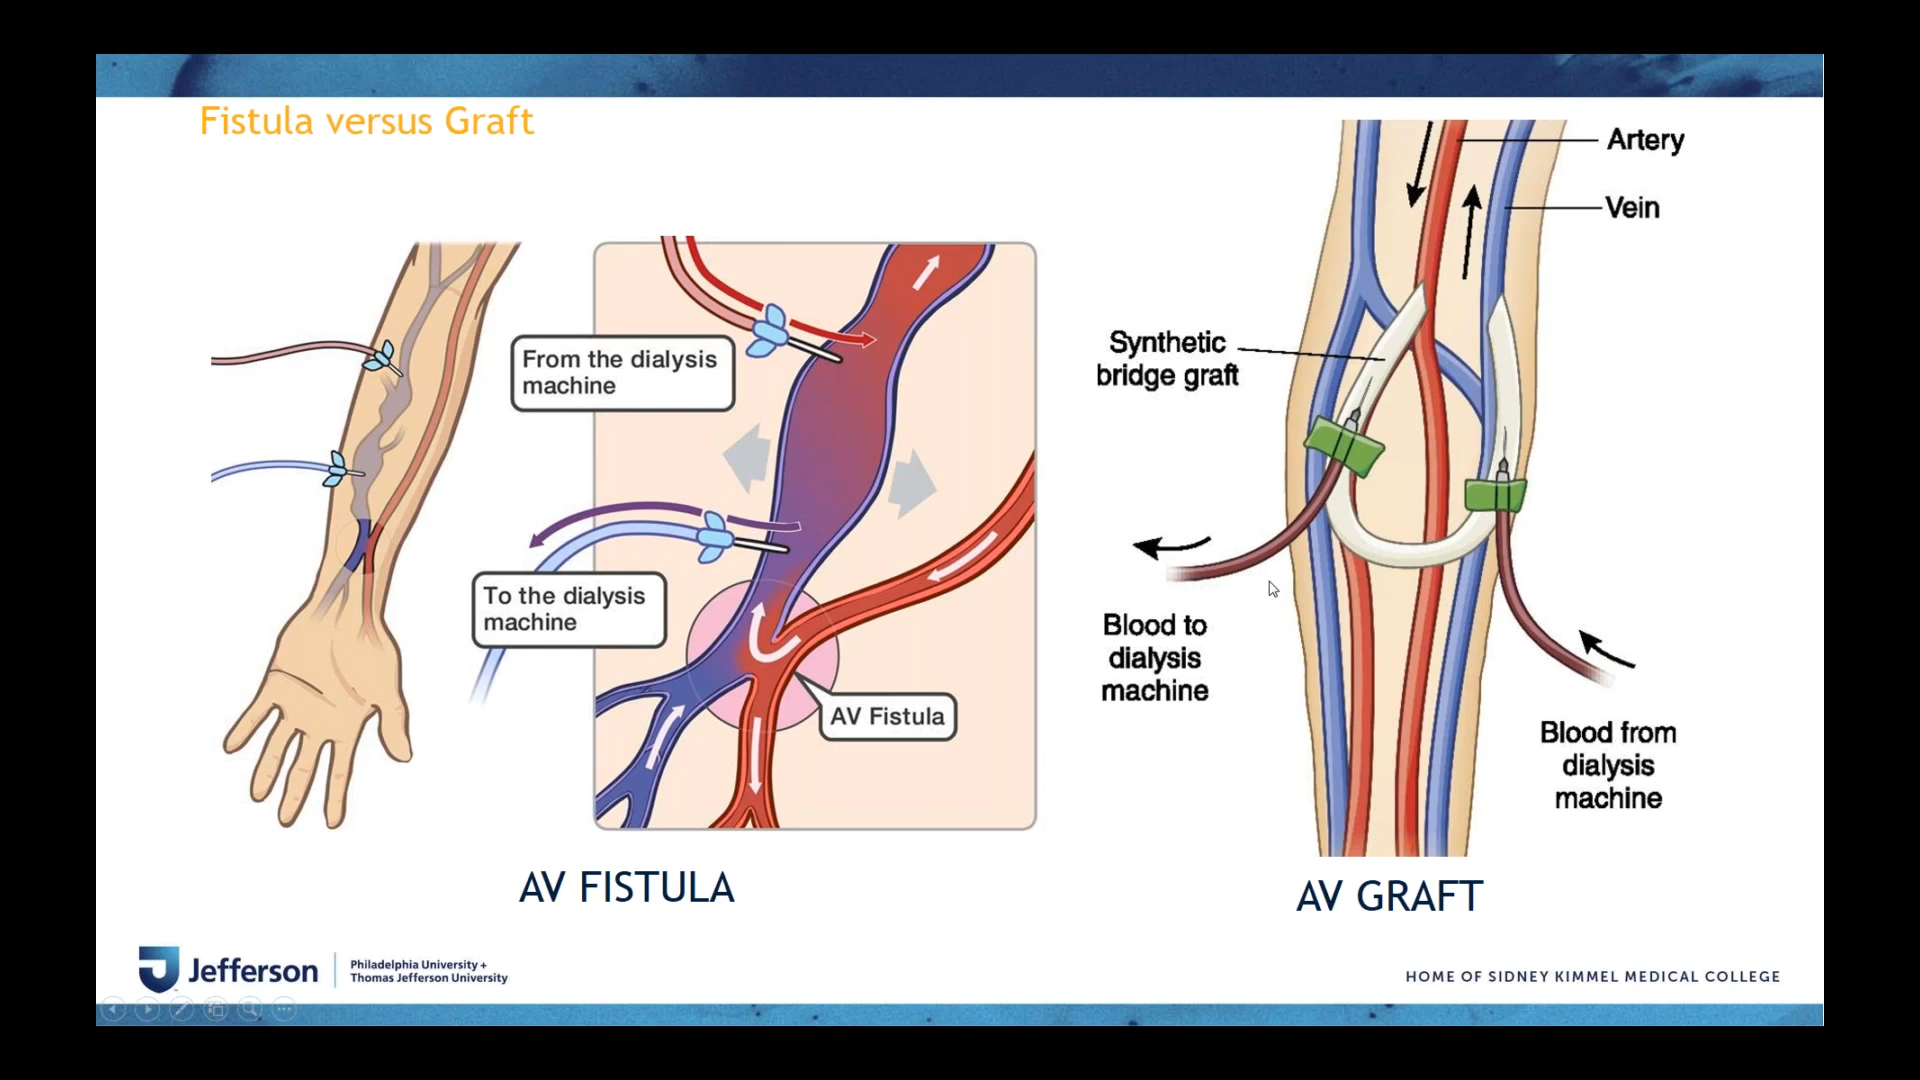 Fistula versus Graft
From the dialysis
machine
To the dialysis
machine
AV Fistula
AV FISTULA
Artery
Vein
Synthetic
bridge graft
Blood to
dialysis
machine
Blood from
dialysis
machine
AV GRAFT
Jefferson
Philadelphia University +
Thomas Jefferson University
HOME OF SIDNEY KIMMEL MEDICAL COLLEGE